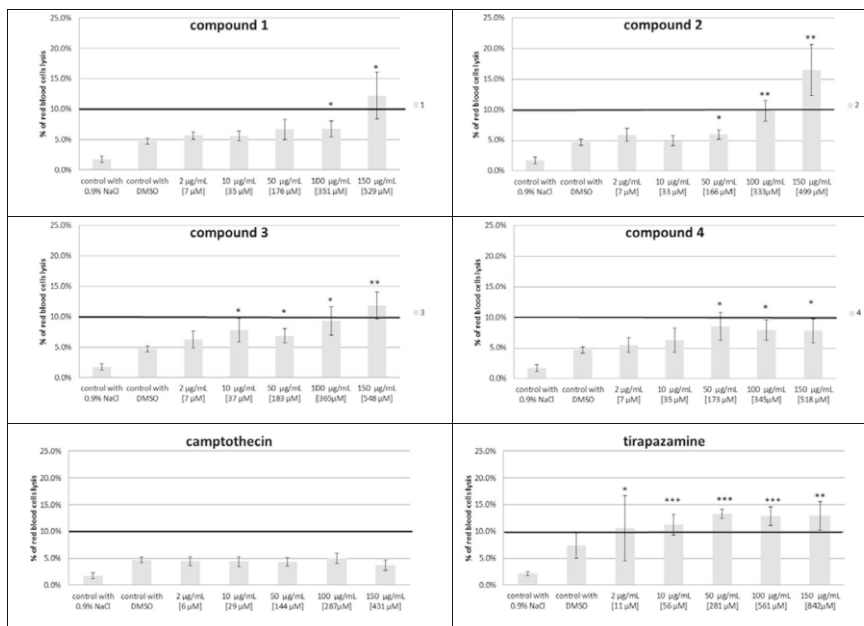 compound 1
% of red blood cells lysis
25.0%
20.0%
15.0%
10.0%
5.0%
0.0%
*
*
1
control with 0.9% NaCl
control with DMSO
2 µg/mL [7 µM]
10 µg/mL [35 µM]
50 µg/mL [176 µM]
100 µg/mL [351 µM]
150 µg/mL [529 µM]
compound 2
% of red blood cells lysis
25.0%
20.0%
15.0%
10.0%
5.0%
0.0%
*
**
**
2
control with 0.9% NaCl
control with DMSO
2 µg/mL [7 µM]
10 µg/mL [33 µM]
50 µg/mL [166 µM]
100 µg/mL [333µM]
150 µg/mL [499 µM]
compound 3
% of red blood cells lysis
25.0%
20.0%
15.0%
10.0%
5.0%
0.0%
*
*
*
**
3
control with 0.9% NaCl
control with DMSO
2 µg/mL [7 µM]
10 µg/mL [37 µM]
50 µg/mL [183 µM]
100 µg/mL [365µM]
150 µg/mL [548 µM]
compound 4
% of red blood cells lysis
25.0%
20.0%
15.0%
10.0%
5.0%
0.0%
*
*
*
4
control with 0.9% NaCl
control with DMSO
2 µg/mL [7 µM]
10 µg/mL [35 µM]
50 µg/mL [173 µM]
100 µg/mL [345µM]
150 µg/mL [518 µM]
camptothecin
% of red blood cells lysis
25.0%
20.0%
15.0%
10.0%
5.0%
0.0%
control with 0.9% NaCl
control with DMSO
2 µg/mL [6 µM]
10 µg/mL [29 µM]
50 µg/mL [144 µM]
100 µg/mL [287µM]
150 µg/mL [431 µM]
tirapazamine
% of red blood cells lysis
25.0%
20.0%
15.0%
10.0%
5.0%
0.0%
*
***
***
***
**
control with 0.9% NaCl
control with DMSO
2 µg/mL [11 µM]
10 µg/mL [56 µM]
50 µg/mL [281 µM]
100 µg/mL [561 µM]
150 µg/mL [842µM]